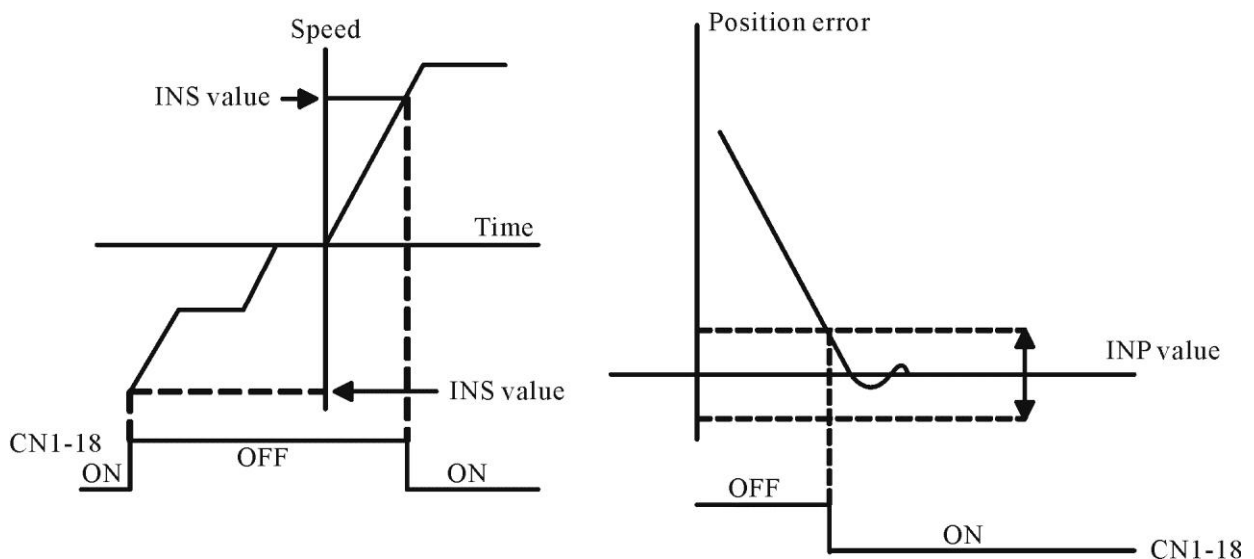 Speed
INS value
Time
INS value
CN1-18
ON
OFF
ON
Position error
INP value
OFF
ON
CN1-18